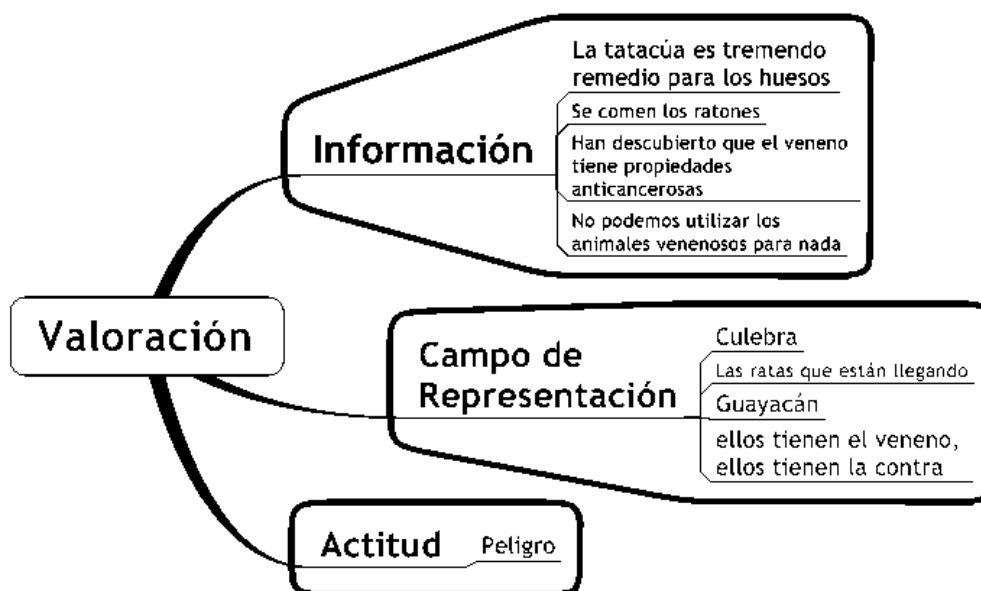 Valoración
Información
La tatacúa es tremendo
remedio para los huesos
Se comen los ratones
Han descubierto que el veneno
tiene propiedades
anticancerosas
No podemos utilizar los
animales venenosos para nada
Campo de
Representación
Culebra
Las ratas que están llegando
Guayacán
ellos tienen el veneno,
ellos tienen la contra
Actitud
Peligro